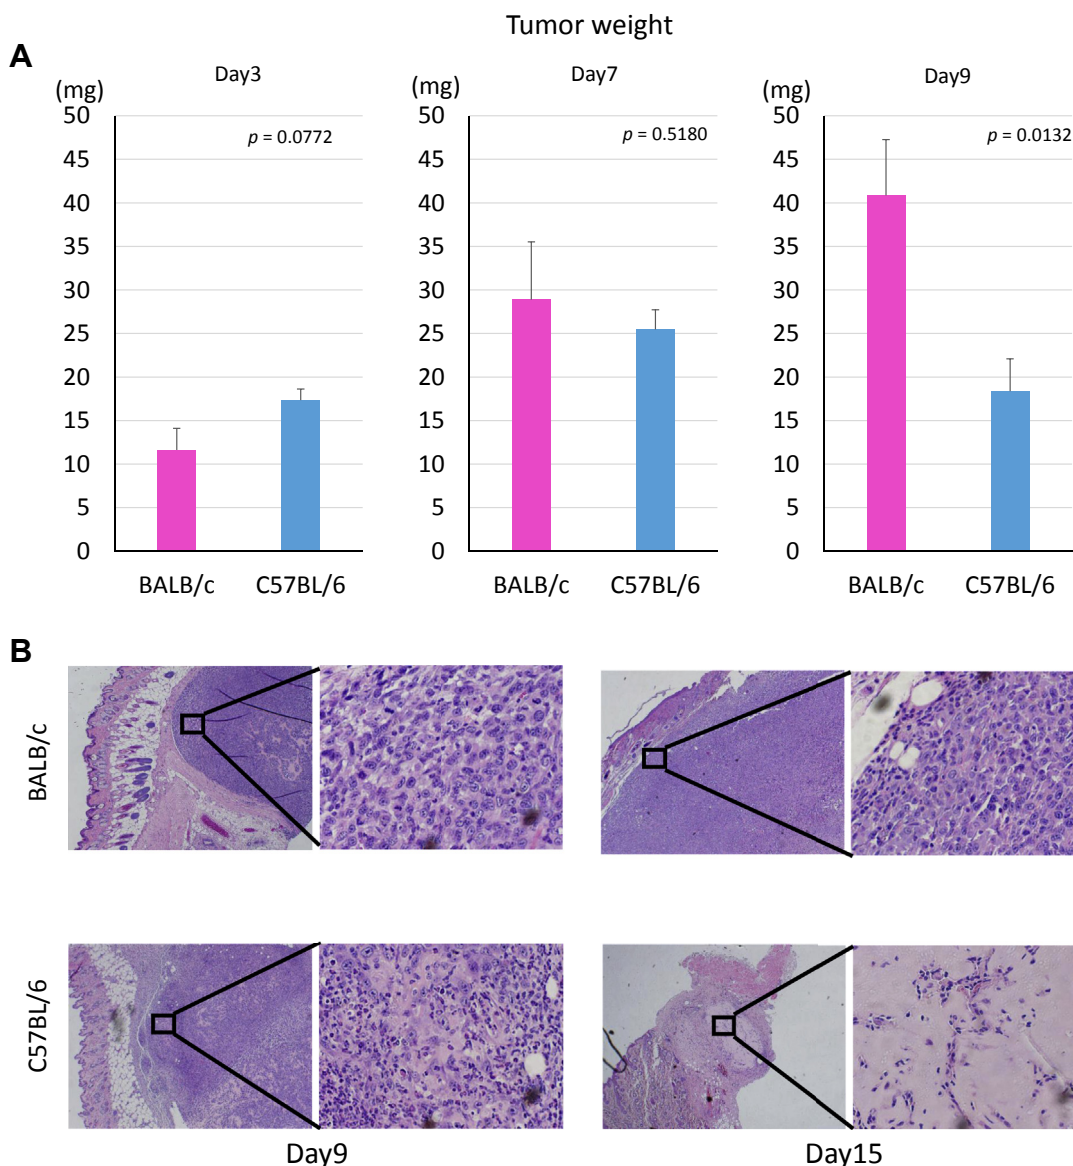 Tumor weight
A
Day3
Day7
Day9
(mg)
(mg)
(mg)
50
45
40
35
30
25
20
15
10
5
0
p = 0.0772
BALB/c
C57BL/6
50
45
40
35
30
25
20
15
10
5
0
p = 0.5180
BALB/c
C57BL/6
50
45
40
35
30
25
20
15
10
5
0
p = 0.0132
BALB/c
C57BL/6
B
BALB/c
C57BL/6
Day9
Day15